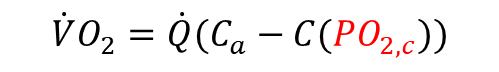 V̇O₂ = Q̇(Cₐ − C(PO₂,c))